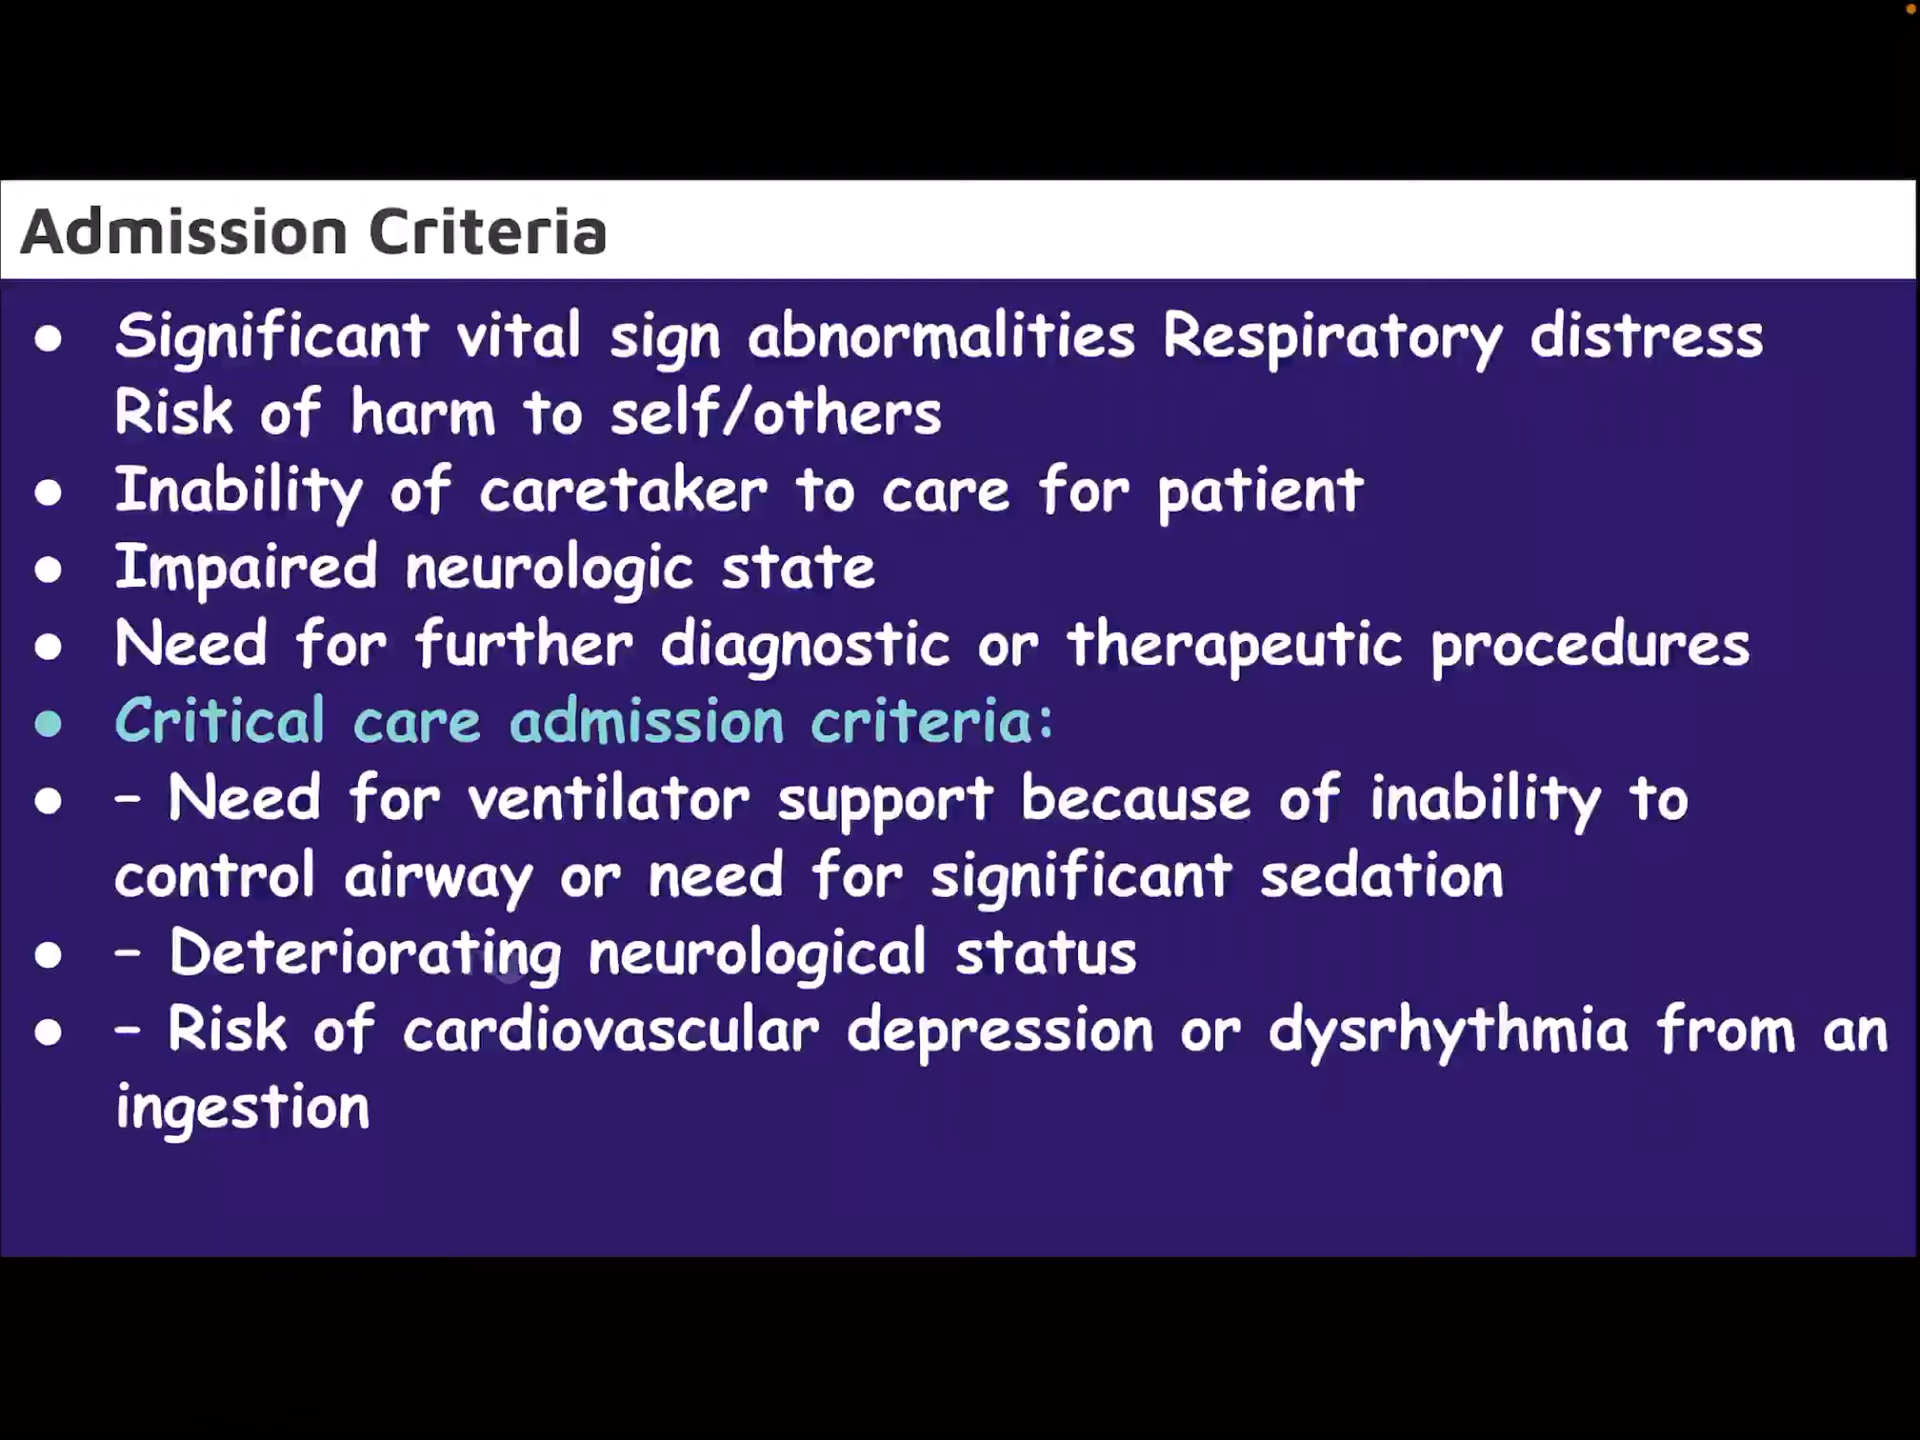 Admission Criteria
● Significant vital sign abnormalities Respiratory distress
Risk of harm to self/others
● Inability of caretaker to care for patient
● Impaired neurologic state
● Need for further diagnostic or therapeutic procedures
● Critical care admission criteria:
● – Need for ventilator support because of inability to
control airway or need for significant sedation
● – Deteriorating neurological status
● – Risk of cardiovascular depression or dysrhythmia from an
ingestion